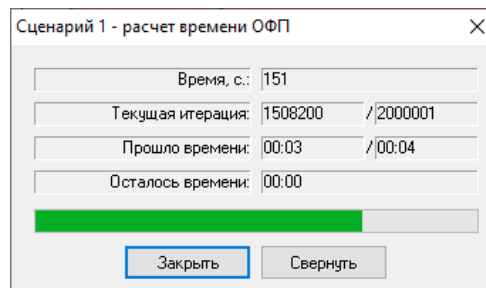 Сценарий 1 - расчет времени ОФП
Время, с.: 151
Текущая итерация: 1508200 / 2000001
Прошло времени: 00:03 / 00:04
Осталось времени: 00:00
Закрыть Свернуть